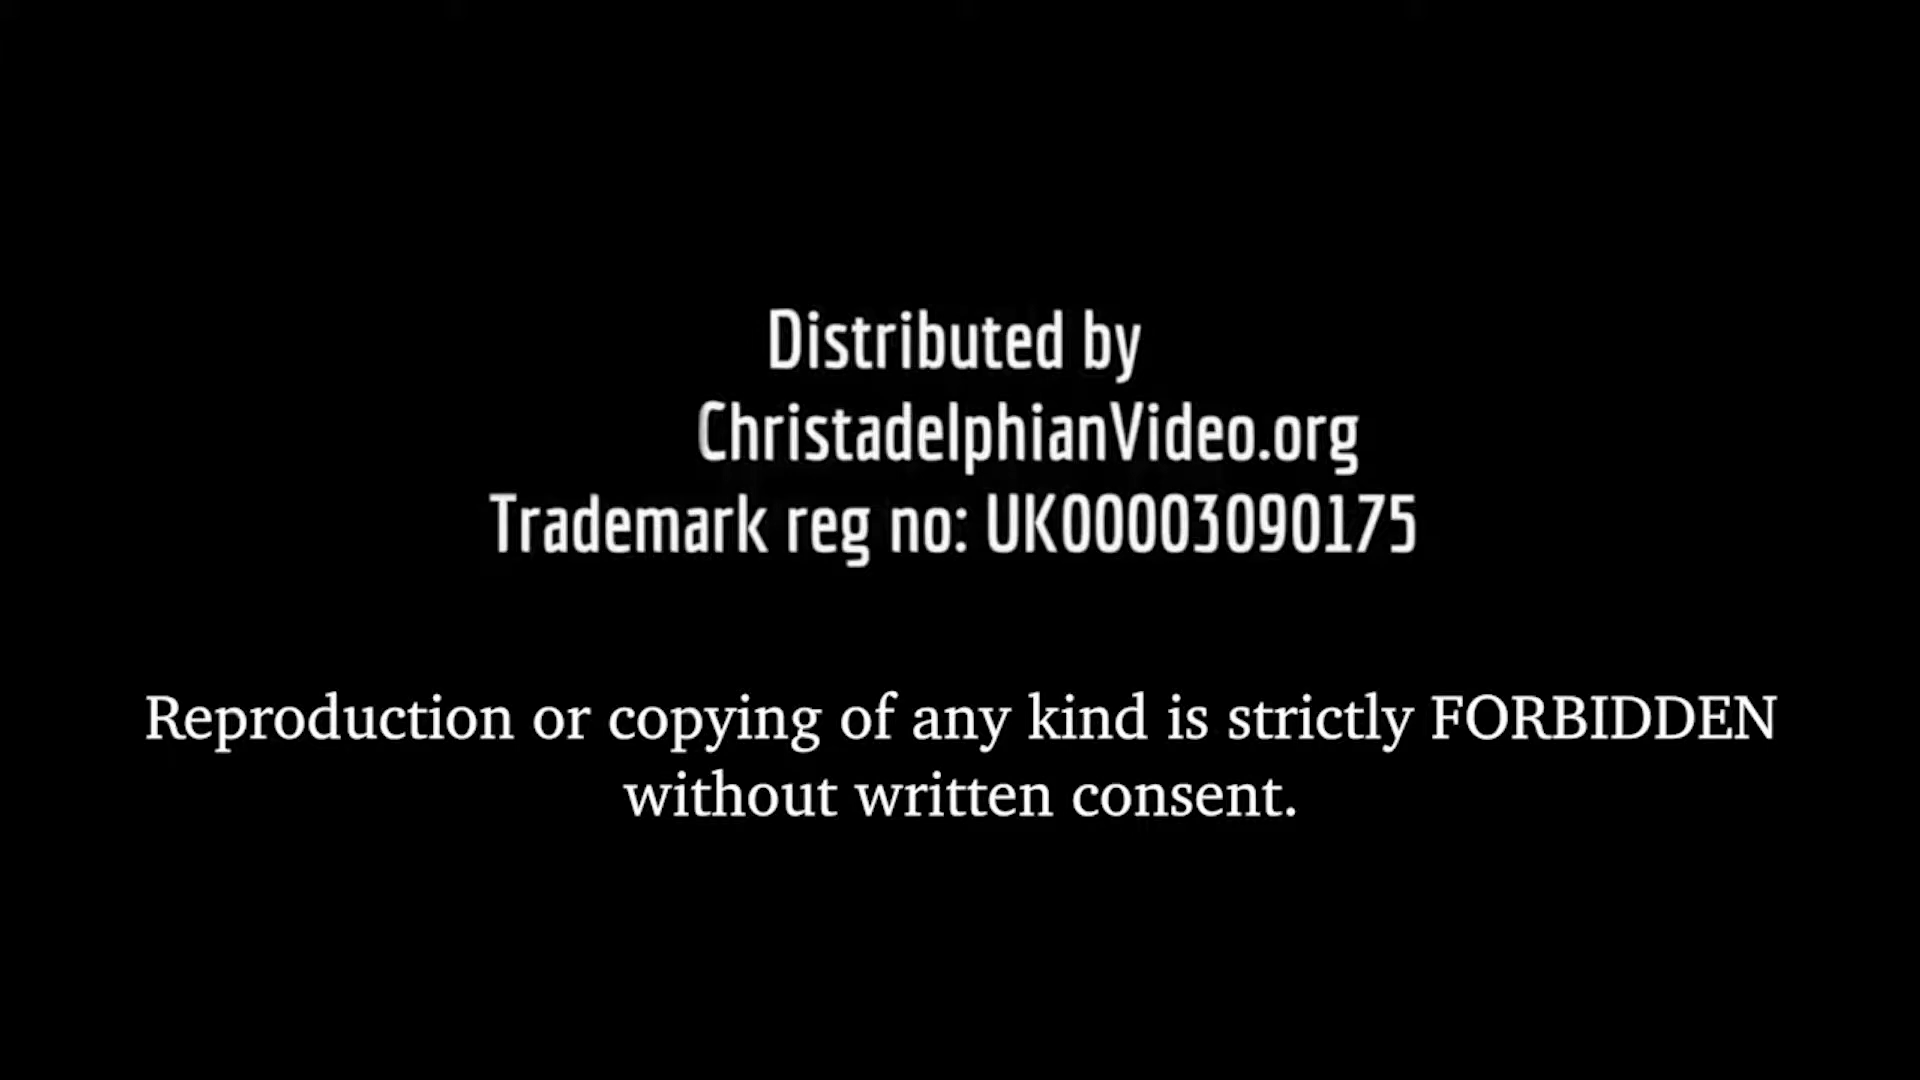 Distributed by
ChristadelphianVideo.org
Trademark reg no: UK00003090175
Reproduction or copying of any kind is strictly FORBIDDEN
without written consent.